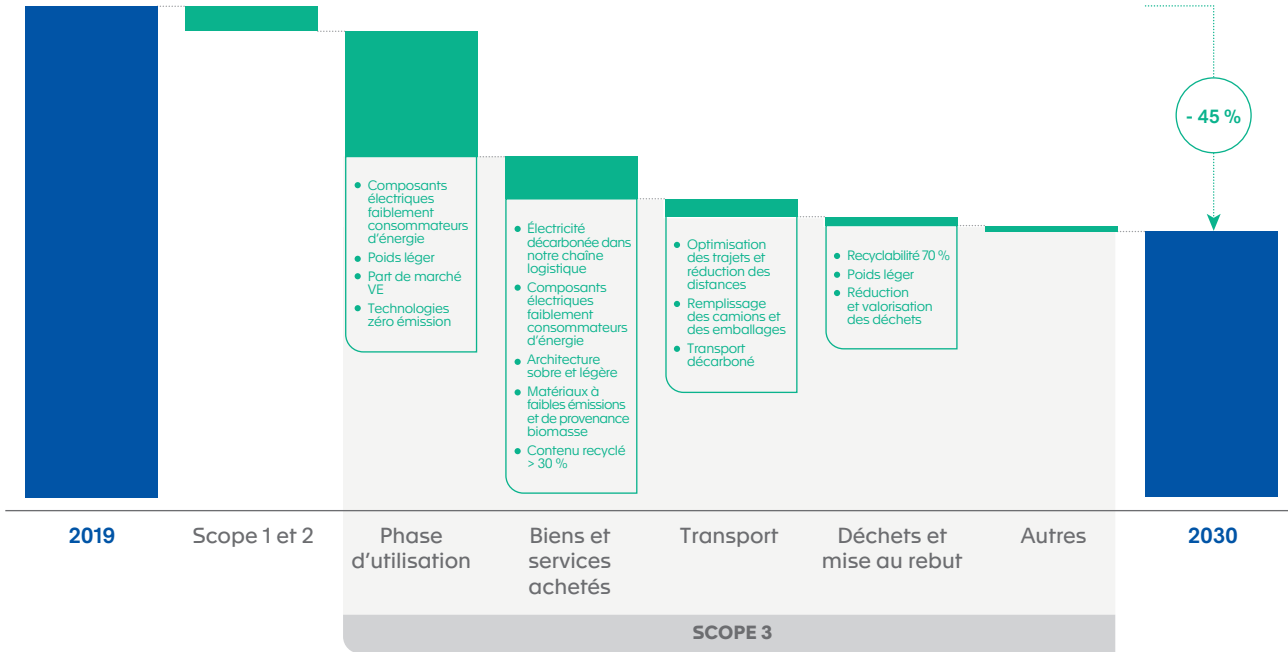 - 45 %
• Composants
électriques
faiblement
consommateurs
d'énergie
• Poids léger
• Part de marché
VE
• Technologies
zéro émission
• Électricité
décarbonée dans
notre chaîne
logistique
• Composants
électriques
faiblement
consommateurs
d'énergie
• Architecture
sobre et légère
• Matériaux à
faibles émissions
et de provenance
biomasse
• Contenu recyclé
> 30 %
• Optimisation
des trajets et
réduction des
distances
• Remplissage
des camions et
des emballages
• Transport
décarboné
• Recyclabilité 70 %
• Poids léger
• Réduction
et valorisation
des déchets
2019
Scope 1 et 2
Phase
d'utilisation
Biens et
services
achetés
Transport
Déchets et
mise au rebut
Autres
2030
SCOPE 3